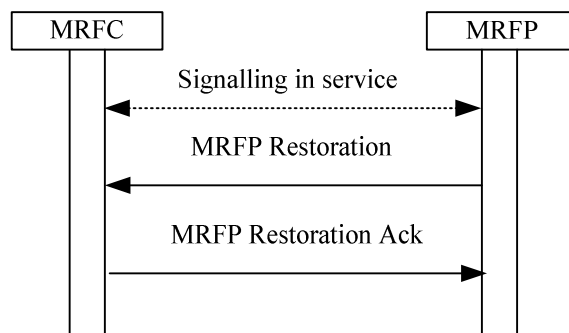 MRFC
MRFP
Signalling in service
MRFP Restoration
MRFP Restoration Ack